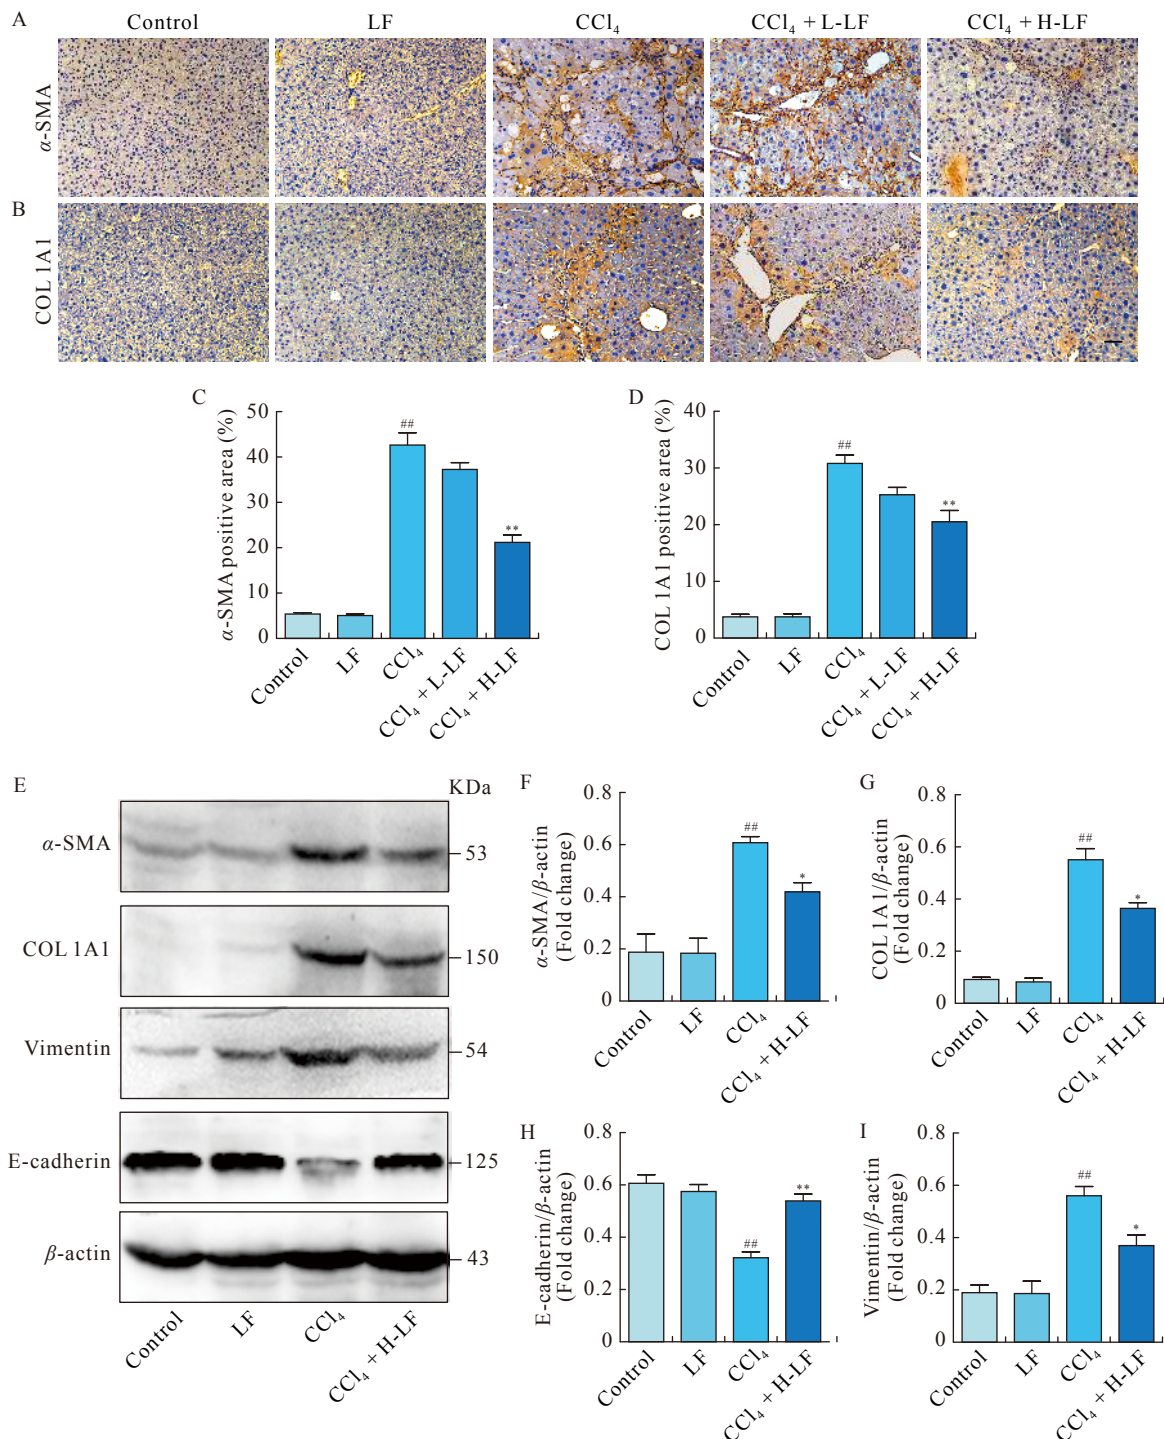 A
Control
LF
CCl₄
CCl₄ + L-LF
CCl₄ + H-LF
α-SMA
B
COL 1A1
C
α-SMA positive area (%)
50
40
30
20
10
0
##
**
Control
LF
CCl₄
CCl₄ + L-LF
CCl₄ + H-LF
D
COL 1A1 positive area (%)
40
30
20
10
0
##
**
Control
LF
CCl₄
CCl₄ + L-LF
CCl₄ + H-LF
E
KDa
α-SMA
53
COL 1A1
150
Vimentin
54
E-cadherin
125
β-actin
43
Control
LF
CCl₄
CCl₄ + H-LF
F
α-SMA/β-actin
(Fold change)
0.8
0.6
0.4
0.2
0
##
*
Control
LF
CCl₄
CCl₄ + H-LF
G
COL 1A1/β-actin
(Fold change)
0.8
0.6
0.4
0.2
0
##
*
Control
LF
CCl₄
CCl₄ + H-LF
H
E-cadherin/β-actin
(Fold change)
0.8
0.6
0.4
0.2
0
##
**
Control
LF
CCl₄
CCl₄ + H-LF
I
Vimentin/β-actin
(Fold change)
0.8
0.6
0.4
0.2
0
##
*
Control
LF
CCl₄
CCl₄ + H-LF